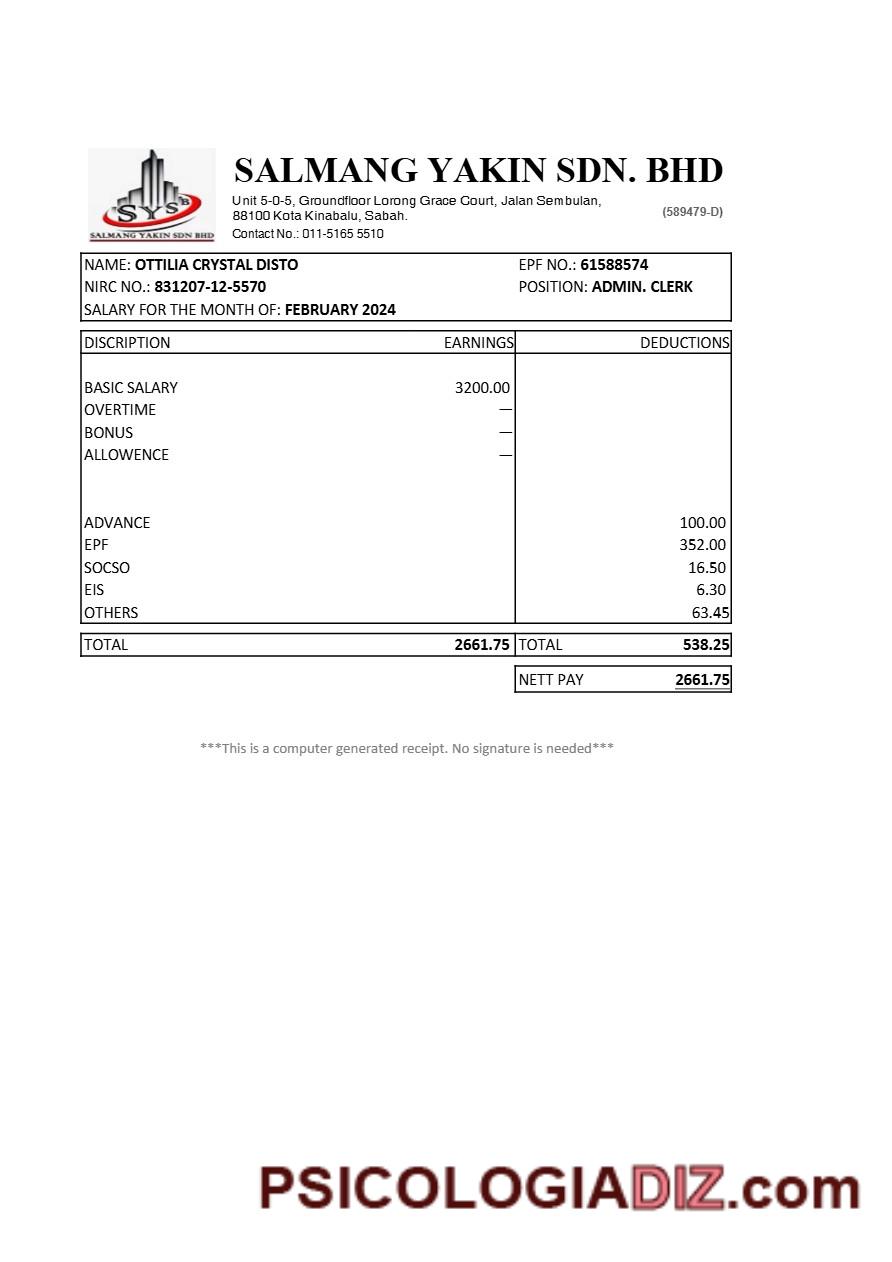 SYSB
SALMANG YAKIN SDN BHD
SALMANG YAKIN SDN. BHD
Unit 5-0-5, Groundfloor Lorong Grace Court, Jalan Sembulan,
88100 Kota Kinabalu, Sabah.
(589479-D)
Contact No.: 011-5165 5510
NAME: OTTILIA CRYSTAL DISTO EPF NO.: 61588574
NIRC NO.: 831207-12-5570 POSITION: ADMIN. CLERK
SALARY FOR THE MONTH OF: FEBRUARY 2024
DISCRIPTION EARNINGS DEDUCTIONS
BASIC SALARY 3200.00
OVERTIME —
BONUS —
ALLOWENCE —
ADVANCE 100.00
EPF 352.00
SOCSO 16.50
EIS 6.30
OTHERS 63.45
TOTAL 2661.75 TOTAL 538.25
NETT PAY 2661.75
***This is a computer generated receipt. No signature is needed***
PSICOLOGIADIZ.com